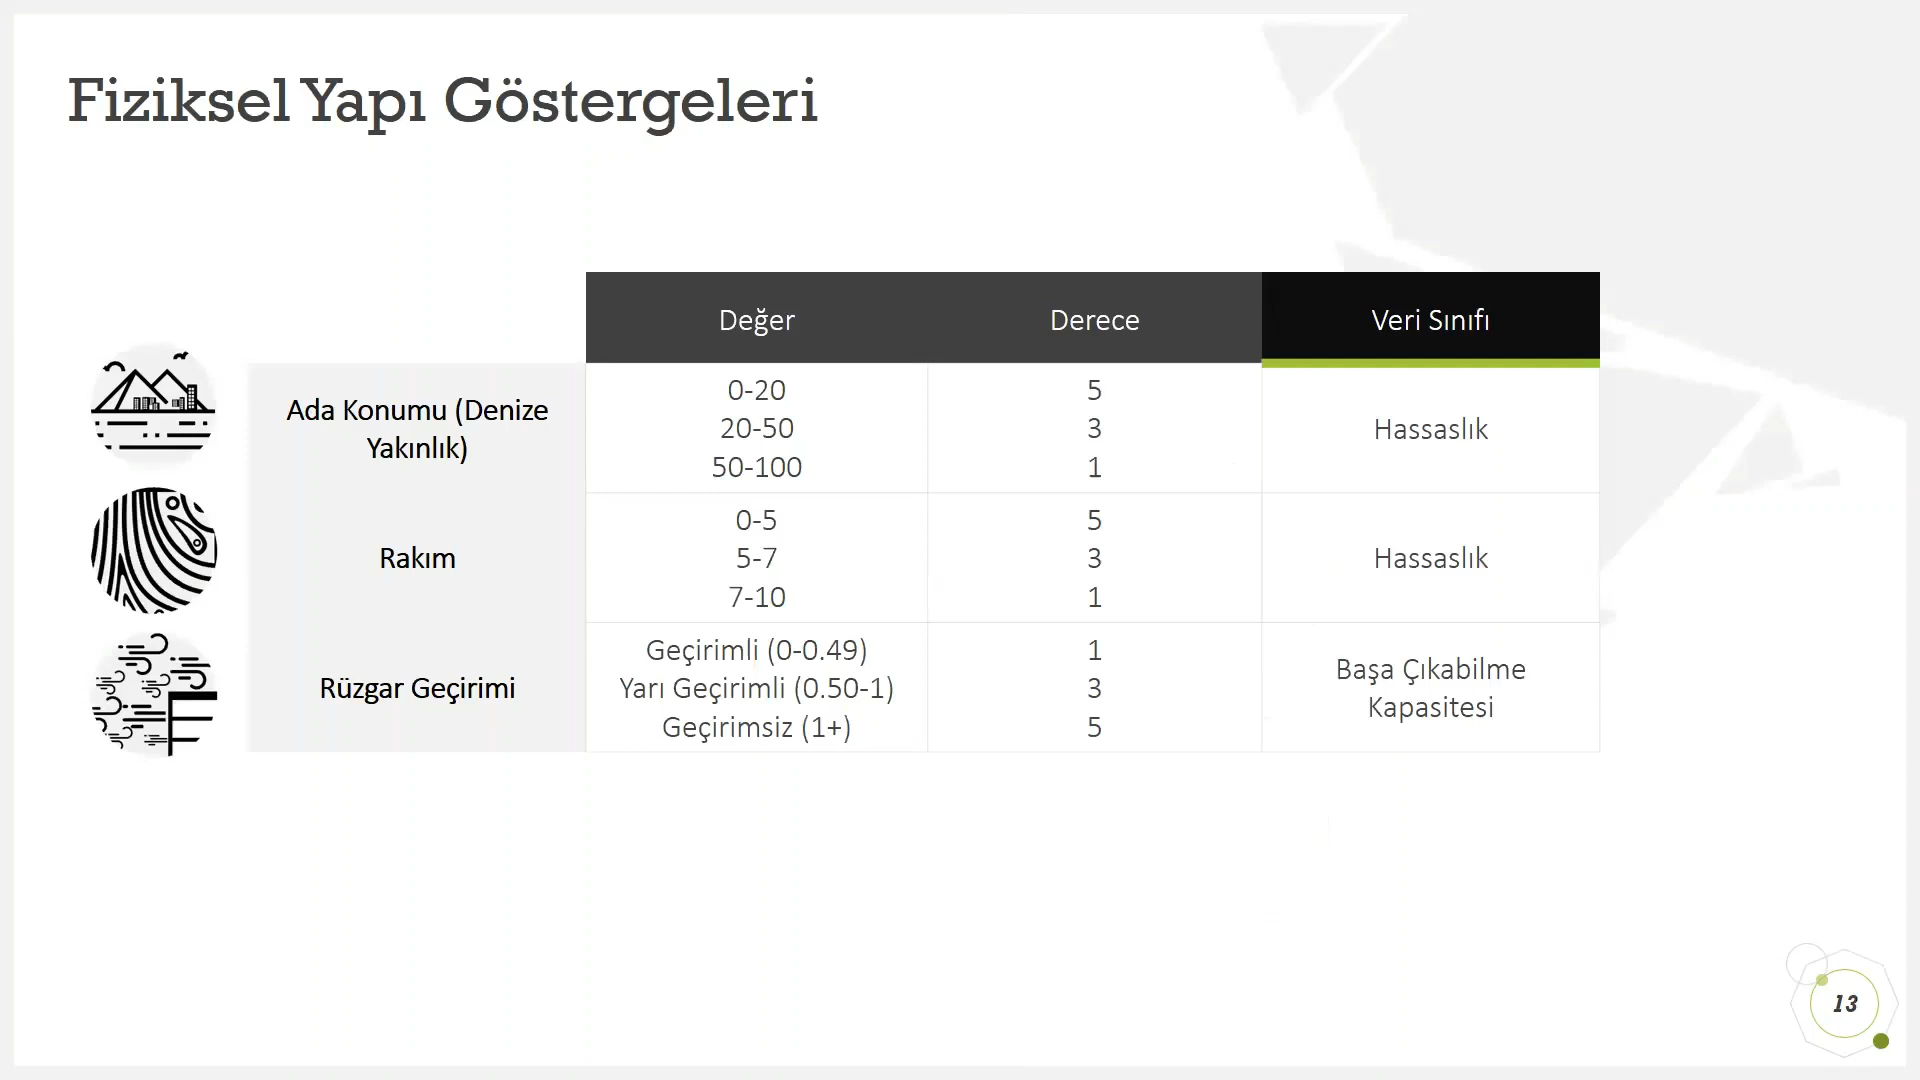 Fiziksel Yapı Göstergeleri
Değer Derece Veri Sınıfı
Ada Konumu (Denize
Yakınlık)
0-20 5
20-50 3
50-100 1
Hassaslık
Rakım
0-5 5
5-7 3
7-10 1
Hassaslık
Rüzgar Geçirimi
Geçirimli (0-0.49) 1
Yarı Geçirimli (0.50-1) 3
Geçirimsiz (1+) 5
Başa Çıkabilme
Kapasitesi
13